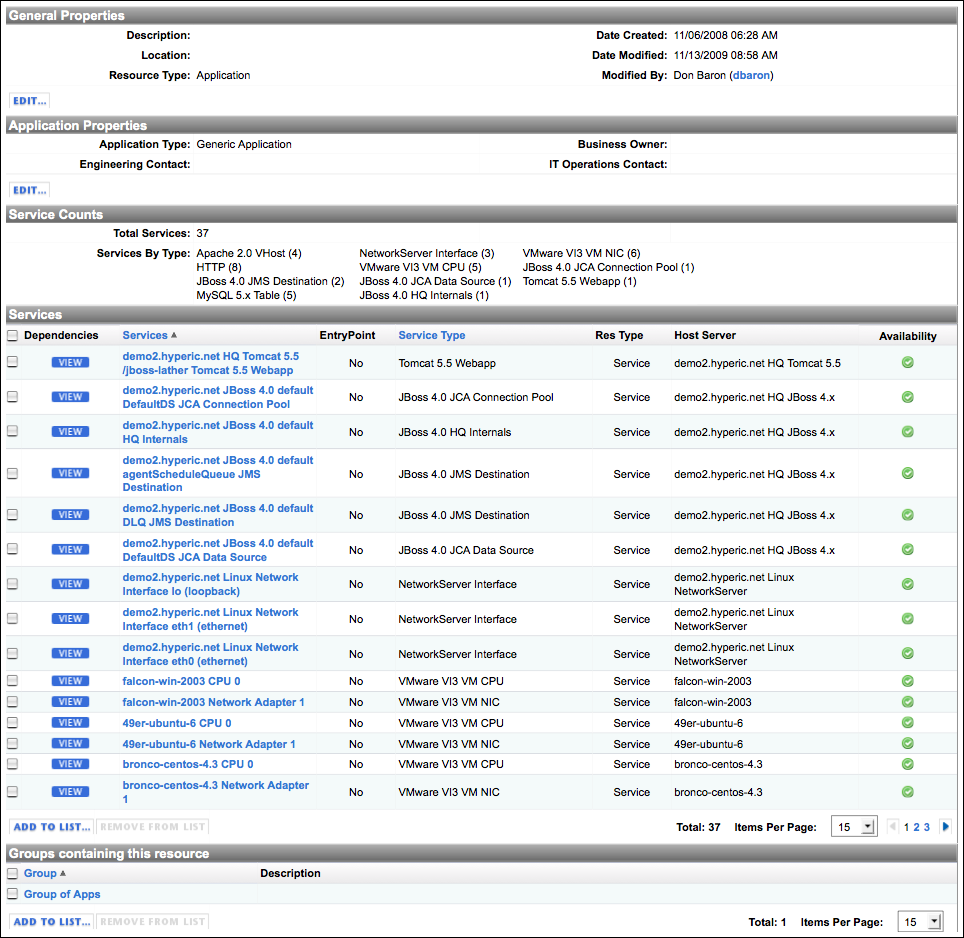 General Properties
Description: Date Created: 11/06/2008 06:28 AM
Location: Date Modified: 11/13/2009 08:58 AM
Resource Type: Application Modified By: Don Baron (dbaron)
EDIT...
Application Properties
Application Type: Generic Application Business Owner:
Engineering Contact: IT Operations Contact:
EDIT...
Service Counts
Total Services: 37
Services By Type: Apache 2.0 VHost (4) NetworkServer Interface (3) VMware VI3 VM NIC (6)
HTTP (8) VMware VI3 VM CPU (5) JBoss 4.0 JCA Connection Pool (1)
JBoss 4.0 JMS Destination (2) JBoss 4.0 JCA Data Source (1) Tomcat 5.5 Webapp (1)
MySQL 5.x Table (5) JBoss 4.0 HQ Internals (1)
Services
Dependencies Services EntryPoint Service Type Res Type Host Server Availability
VIEW demo2.hyperic.net HQ Tomcat 5.5
/jboss-lather Tomcat 5.5 Webapp No Tomcat 5.5 Webapp Service demo2.hyperic.net HQ Tomcat 5.5
VIEW demo2.hyperic.net JBoss 4.0 default
DefaultDS JCA Connection Pool No JBoss 4.0 JCA Connection Pool Service demo2.hyperic.net HQ JBoss 4.x
VIEW demo2.hyperic.net JBoss 4.0 default
HQ Internals No JBoss 4.0 HQ Internals Service demo2.hyperic.net HQ JBoss 4.x
demo2.hyperic.net JBoss 4.0 default
VIEW agentScheduleQueue JMS No JBoss 4.0 JMS Destination Service demo2.hyperic.net HQ JBoss 4.x
Destination
VIEW demo2.hyperic.net JBoss 4.0 default
DLQ JMS Destination No JBoss 4.0 JMS Destination Service demo2.hyperic.net HQ JBoss 4.x
VIEW demo2.hyperic.net JBoss 4.0 default
DefaultDS JCA Data Source No JBoss 4.0 JCA Data Source Service demo2.hyperic.net HQ JBoss 4.x
VIEW demo2.hyperic.net Linux Network No NetworkServer Interface Service demo2.hyperic.net Linux
Interface lo (loopback) NetworkServer
VIEW demo2.hyperic.net Linux Network No NetworkServer Interface Service demo2.hyperic.net Linux
Interface eth1 (ethernet) NetworkServer
VIEW demo2.hyperic.net Linux Network No NetworkServer Interface Service demo2.hyperic.net Linux
Interface eth0 (ethernet) NetworkServer
VIEW falcon-win-2003 CPU 0 No VMware VI3 VM CPU Service falcon-win-2003
VIEW falcon-win-2003 Network Adapter 1 No VMware VI3 VM NIC Service falcon-win-2003
VIEW 49er-ubuntu-6 CPU 0 No VMware VI3 VM CPU Service 49er-ubuntu-6
VIEW 49er-ubuntu-6 Network Adapter 1 No VMware VI3 VM NIC Service 49er-ubuntu-6
VIEW bronco-centos-4.3 CPU 0 No VMware VI3 VM CPU Service bronco-centos-4.3
VIEW bronco-centos-4.3 Network Adapter No VMware VI3 VM NIC Service bronco-centos-4.3
1
ADD TO LIST... REMOVE FROM LIST Total: 37 Items Per Page: 15 1 2 3
Groups containing this resource
Group Description
Group of Apps
ADD TO LIST... REMOVE FROM LIST Total: 1 Items Per Page: 15